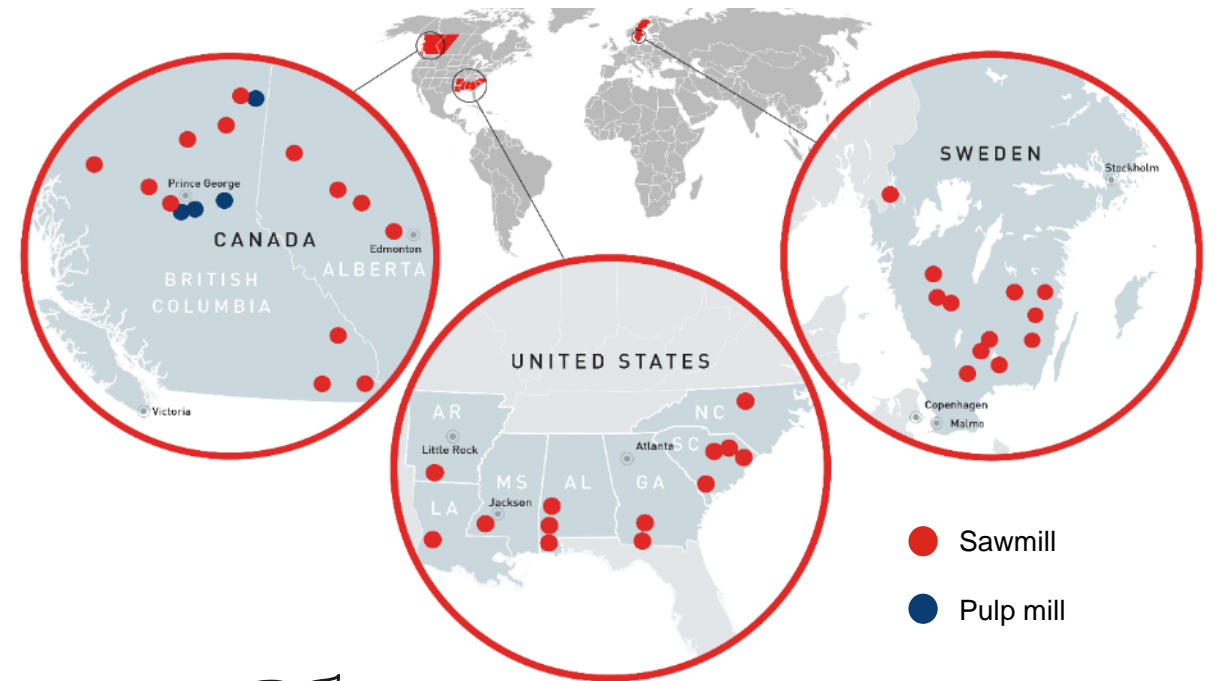 Prince George
CANADA
Edmonton
ALBERTA
BRITISH
COLUMBIA
Victoria
UNITED STATES
AR
Little Rock
LA
MS
Jackson
AL
Atlanta
GA
NC
SC
SWEDEN
Stockholm
Copenhagen
Malmo
Sawmill
Pulp mill